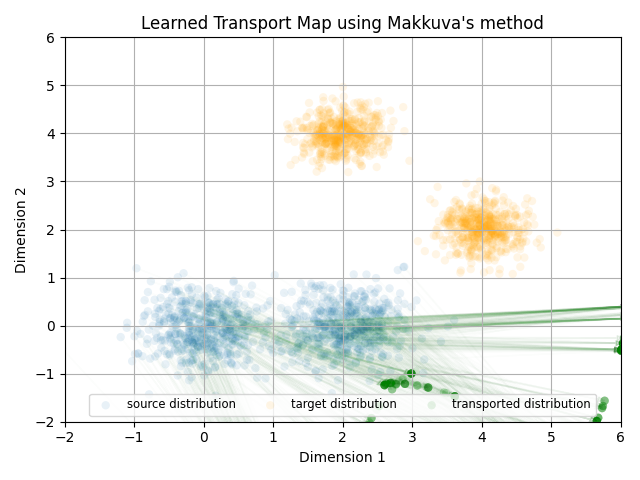 Learned Transport Map using Makkuva's method
6
5
4
3
2
1
0
−1
−2
Dimension 2
source distribution target distribution transported distribution
−2 −1 0 1 2 3 4 5 6
Dimension 1